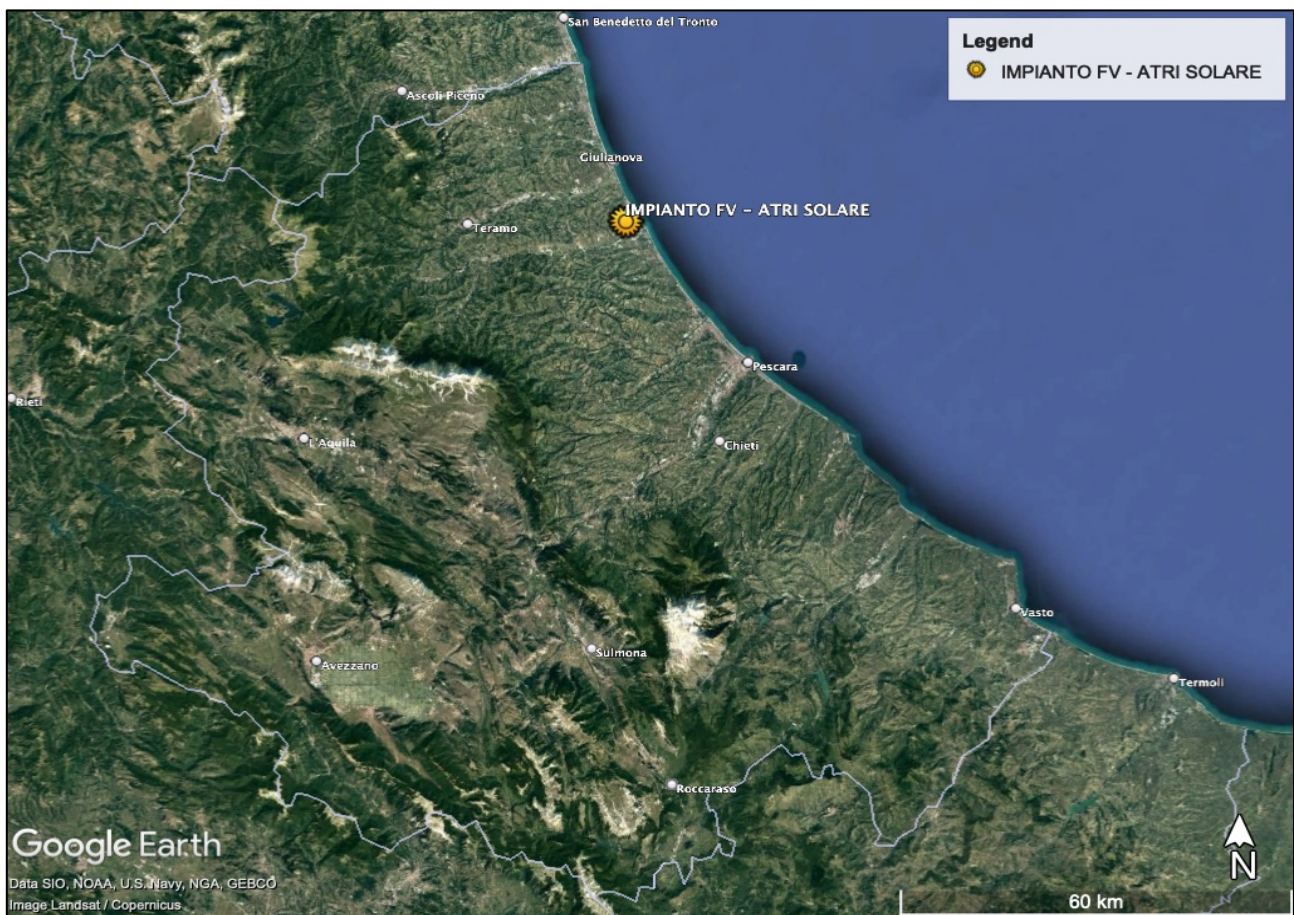 San Benedetto del Tronto
Legend
IMPIANTO FV - ATRI SOLARE
Ascoli Piceno
Giulianova
IMPIANTO FV - ATRI SOLARE
Teramo
Pescara
Rieti
L'Aquila
Chieti
Vasto
Sulmona
Avezzano
Termoli
Roccaraso
Google Earth
N
Data SIO, NOAA, U.S. Navy, NGA, GEBCO
Image Landsat / Copernicus
60 km